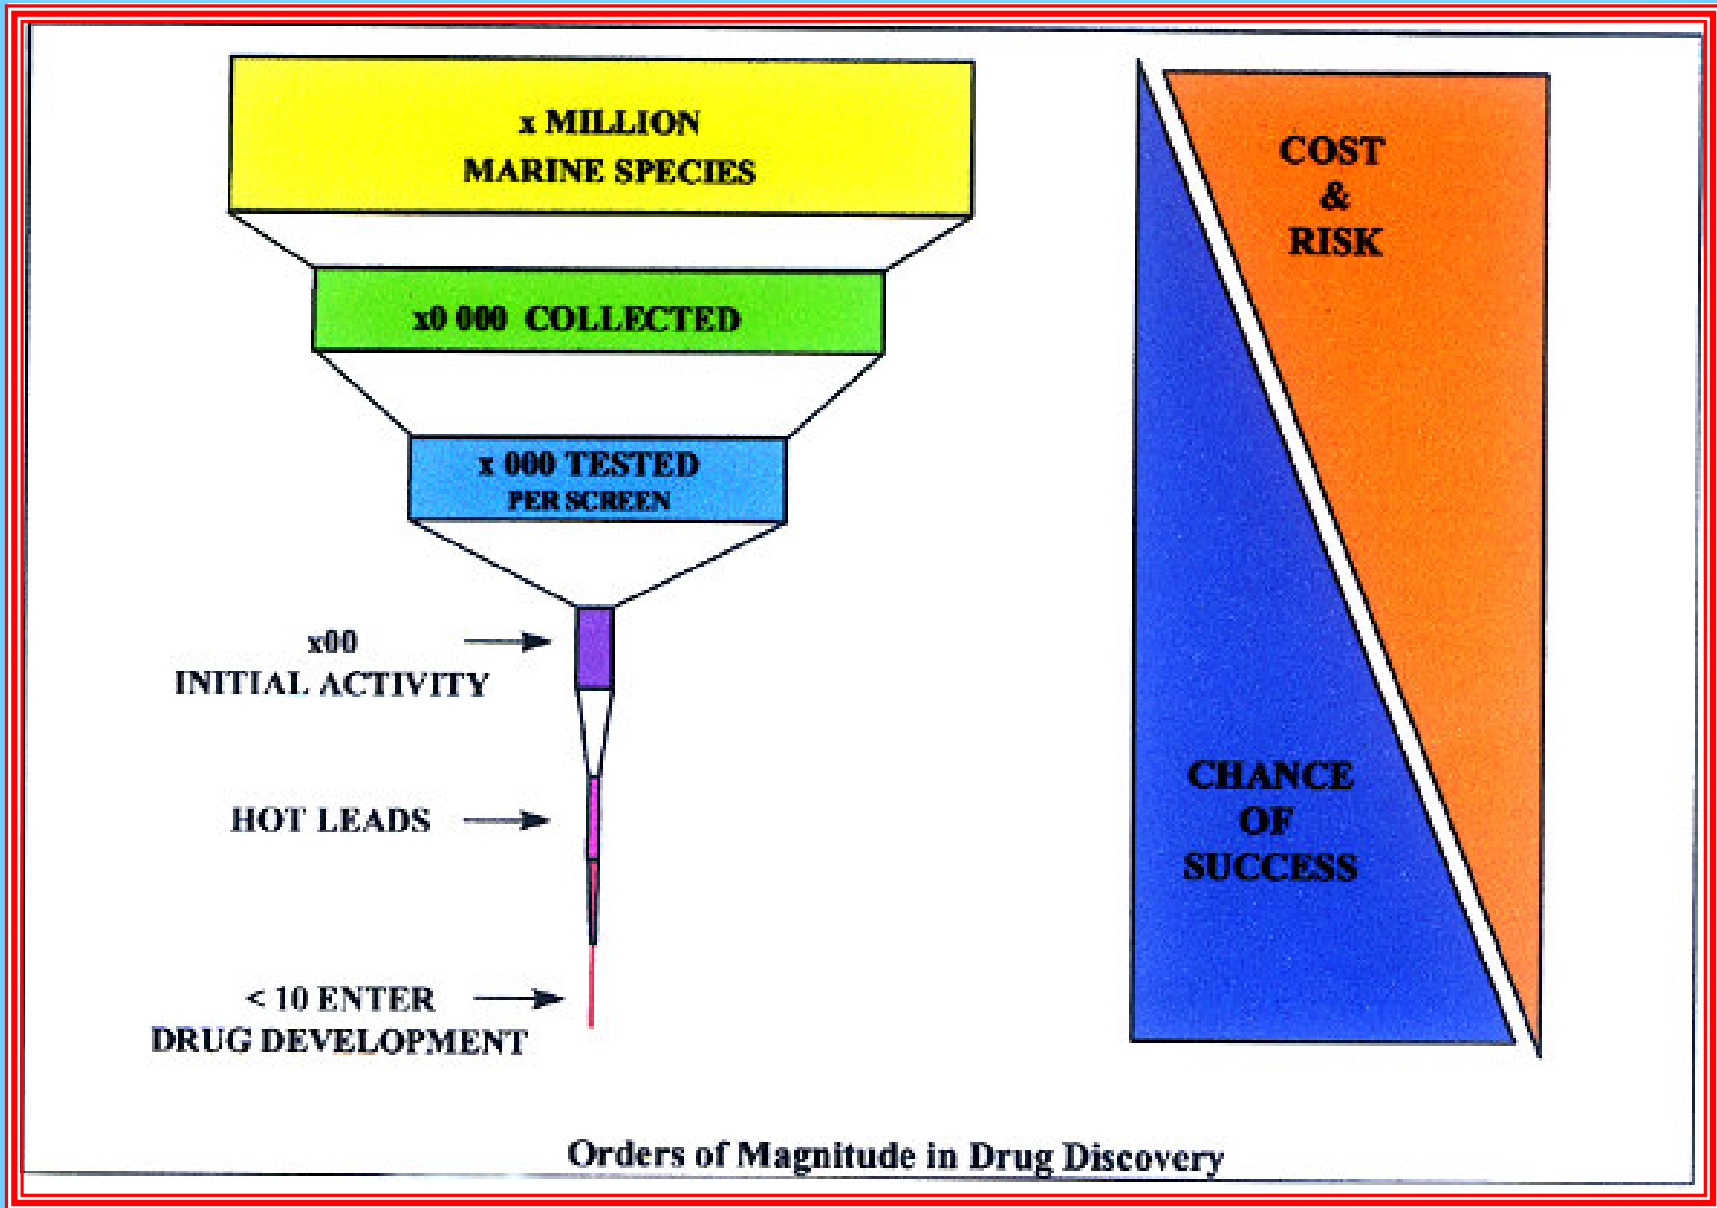 x MILLION
MARINE SPECIES
x0 000 COLLECTED
x 000 TESTED
PER SCREEN
x00
INITIAL ACTIVITY
HOT LEADS
< 10 ENTER
DRUG DEVELOPMENT
COST
&
RISK
CHANCE
OF
SUCCESS
Orders of Magnitude in Drug Discovery